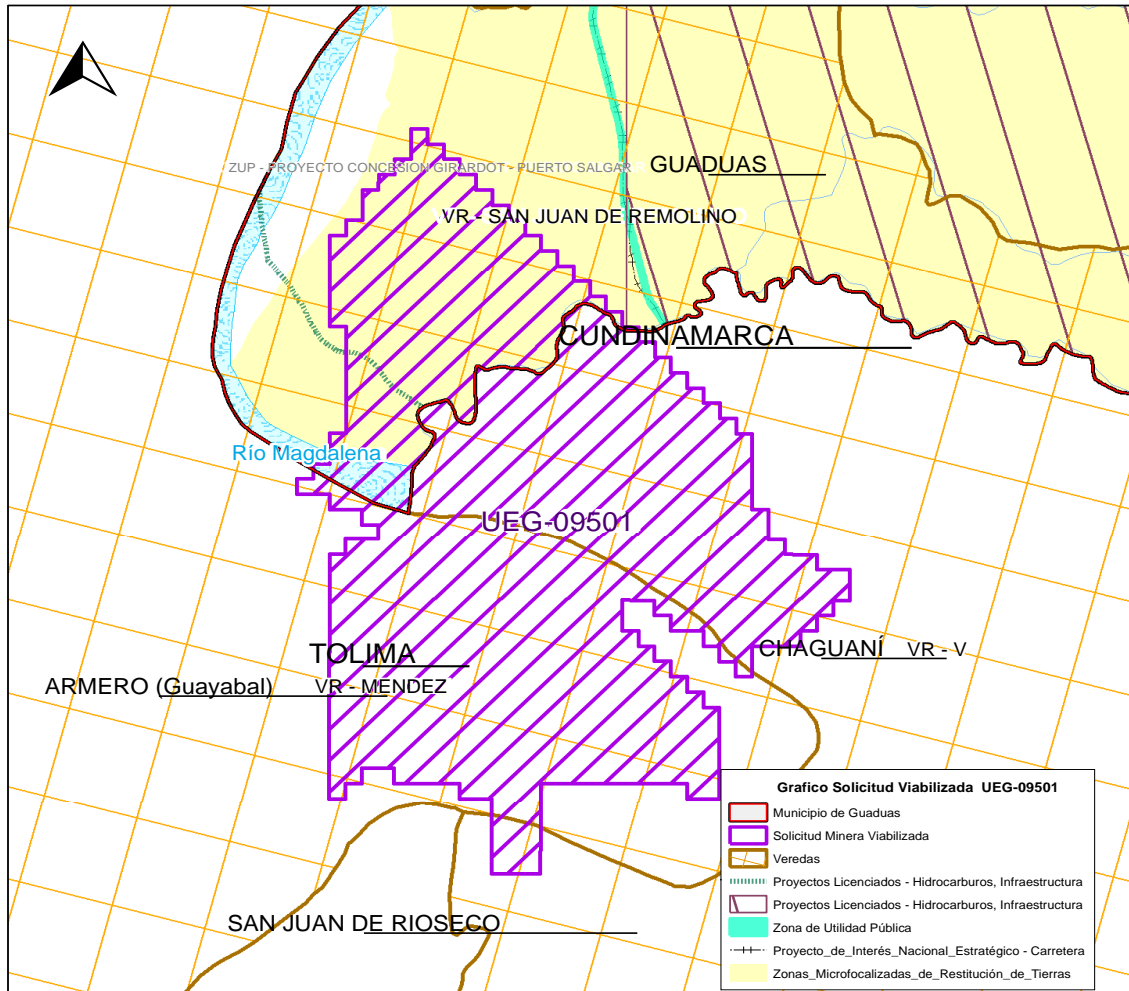 ZUP - PROYECTO CONCESION GIRARDOT - PUERTO SALGAR
GUADUAS
VR - SAN JUAN DE REMOLINO
CUNDINAMARCA
Río Magdalena
UEG-09501
TOLIMA
CHAGUANÍ VR - V
ARMERO (Guayabal) VR - MENDEZ
SAN JUAN DE RIOSECO
Grafico Solicitud Viabilizada UEG-09501
Municipio de Guaduas
Solicitud Minera Viabilizada
Veredas
Proyectos Licenciados - Hidrocarburos, Infraestructura
Proyectos Licenciados - Hidrocarburos, Infraestructura
Zona de Utilidad Pública
Proyecto_de_Interés_Nacional_Estratégico - Carretera
Zonas_Microfocalizadas_de_Restitución_de_Tierras